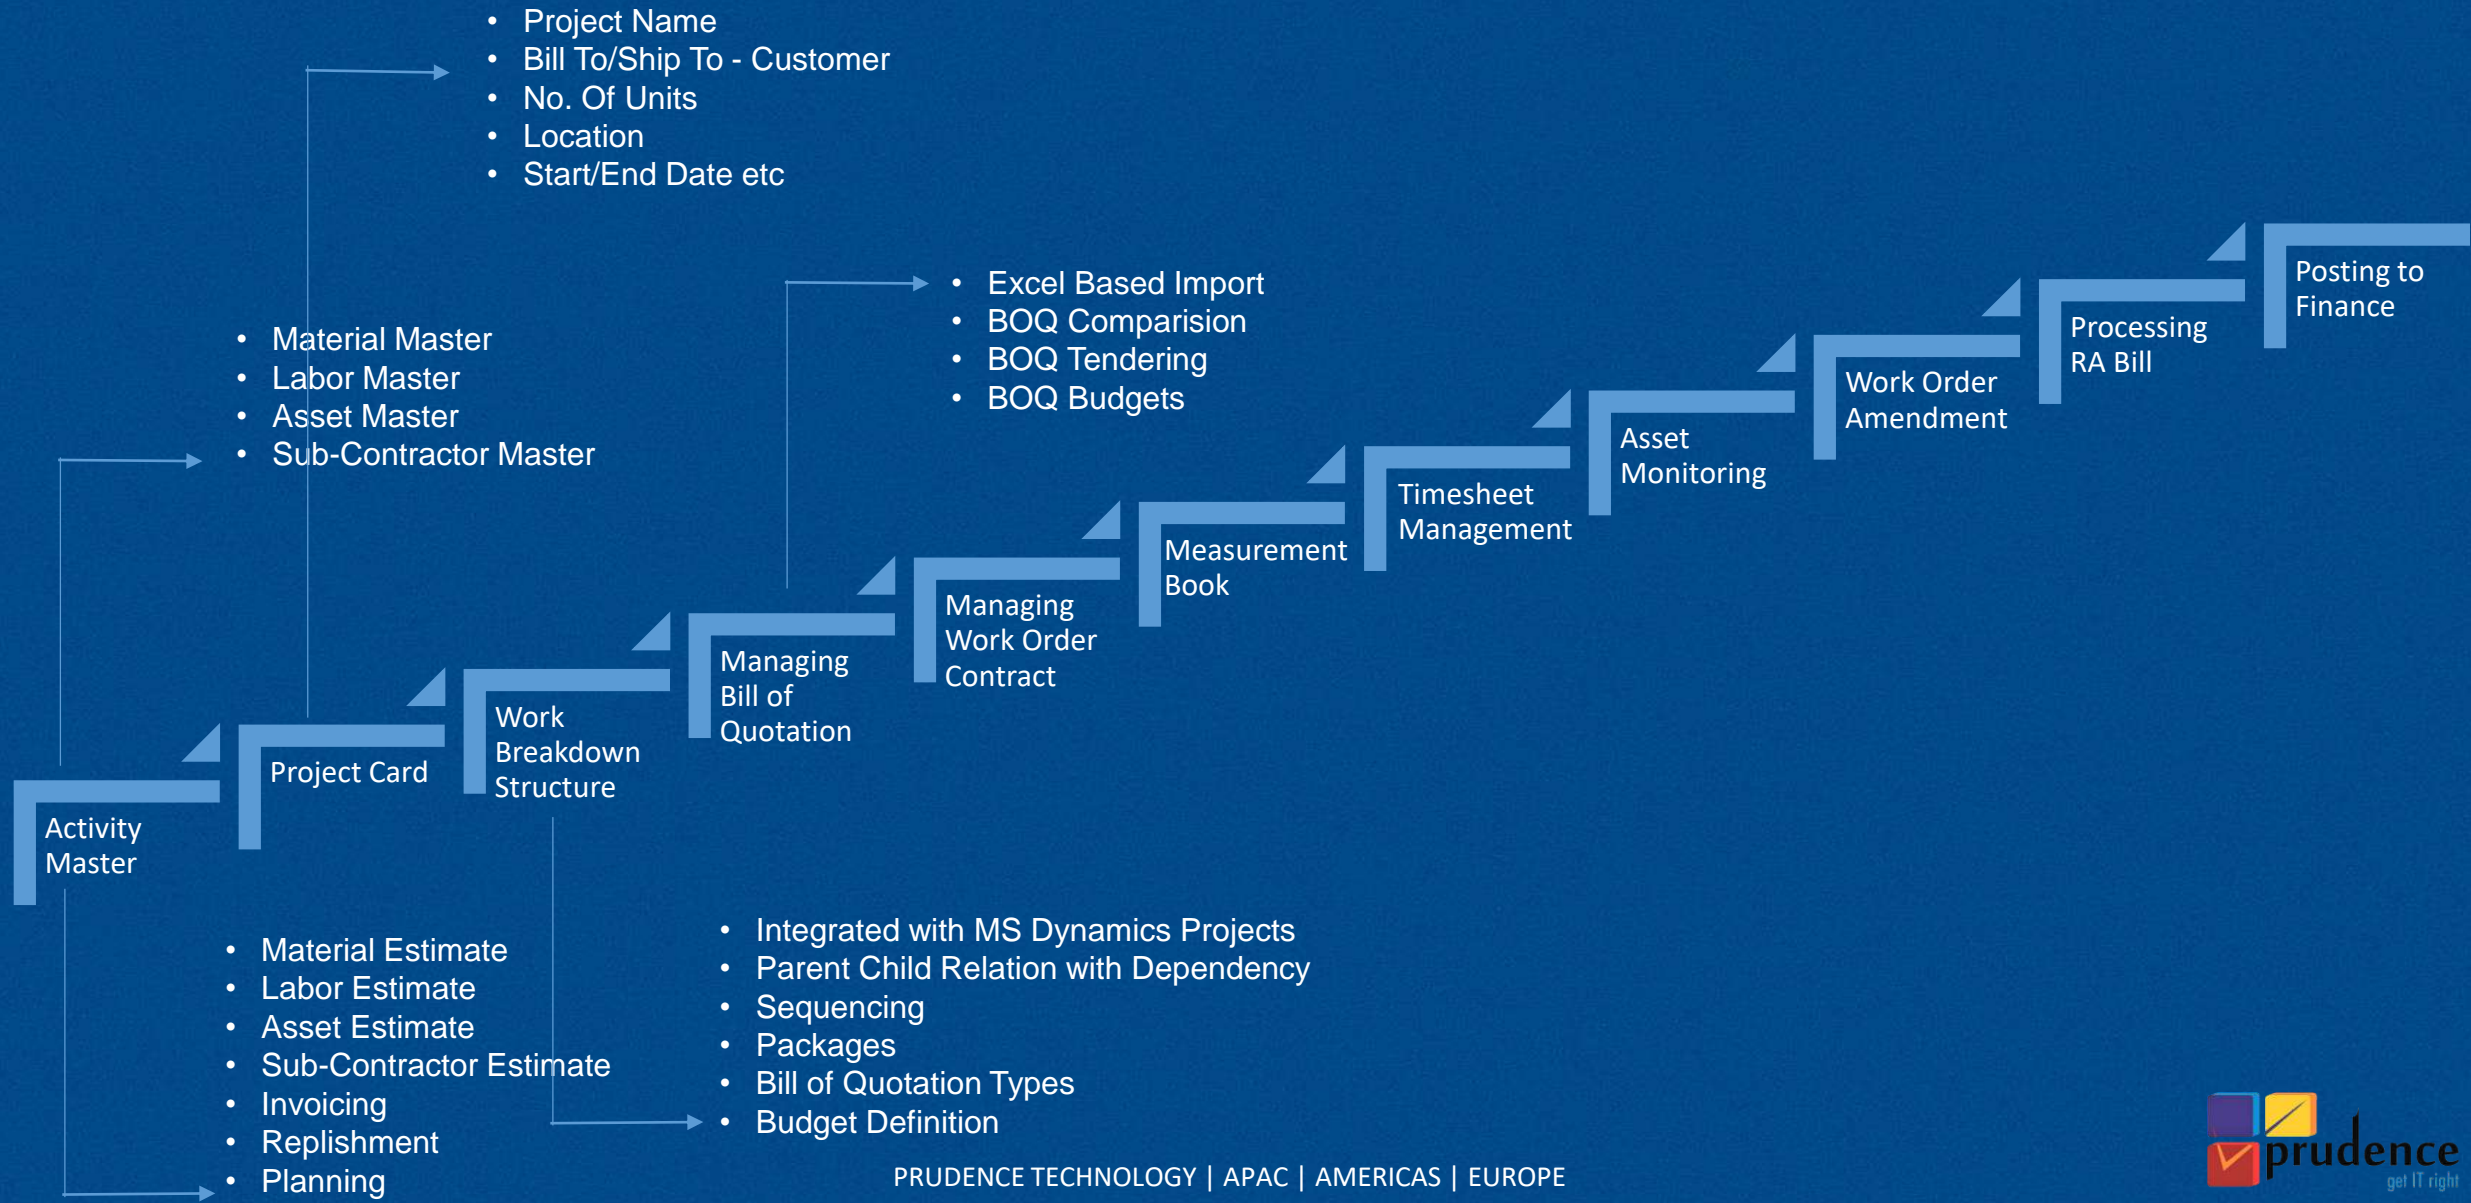 • Project Name
• Bill To/Ship To - Customer
• No. Of Units
• Location
• Start/End Date etc
• Material Master
• Labor Master
• Asset Master
• Sub-Contractor Master
• Excel Based Import
• BOQ Comparision
• BOQ Tendering
• BOQ Budgets
Activity
Master
Project Card
Work
Breakdown
Structure
Managing
Bill of
Quotation
Managing
Work Order
Contract
Measurement
Book
Timesheet
Management
Asset
Monitoring
Work Order
Amendment
Processing
RA Bill
Posting to
Finance
• Material Estimate
• Labor Estimate
• Asset Estimate
• Sub-Contractor Estimate
• Invoicing
• Replishment
• Planning
• Integrated with MS Dynamics Projects
• Parent Child Relation with Dependency
• Sequencing
• Packages
• Bill of Quotation Types
• Budget Definition
PRUDENCE TECHNOLOGY | APAC | AMERICAS | EUROPE
prudence
get IT right